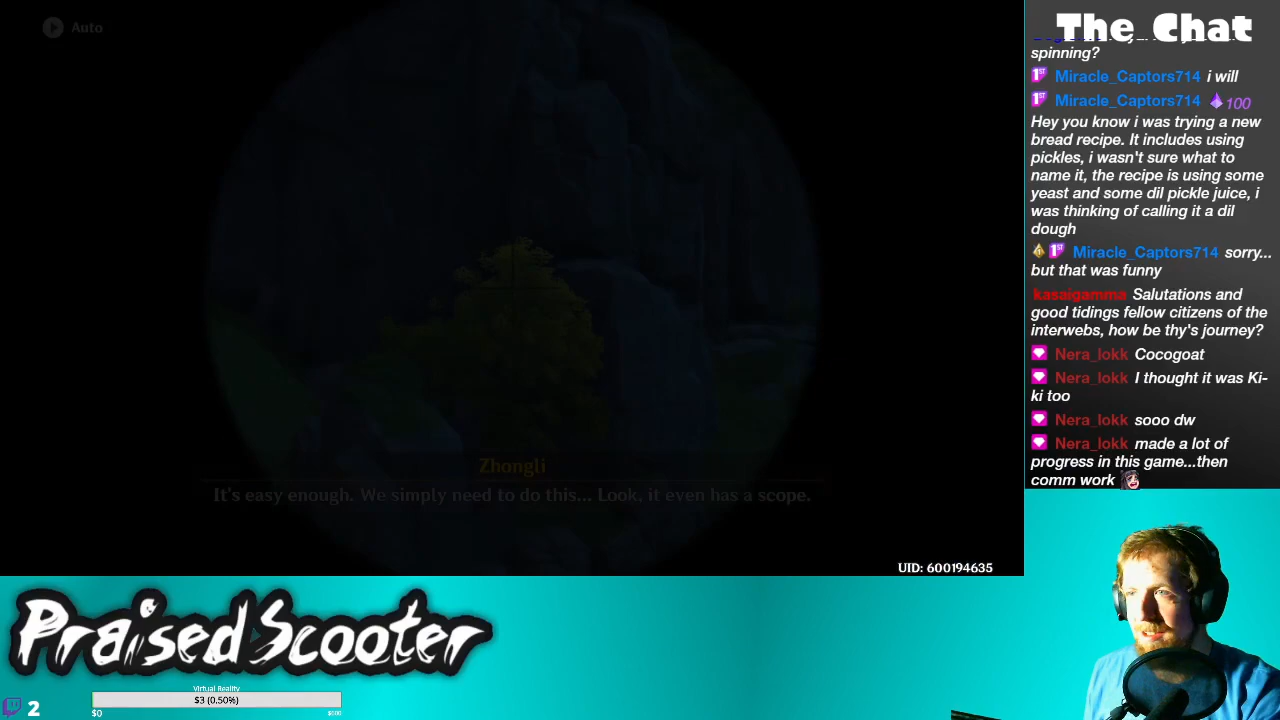 Auto
The Chat
spinning?
Miracle_Captors714 i will
Miracle_Captors714 100
Hey you know i was trying a new
bread recipe. It includes using
pickles, i wasn't sure what to
name it, the recipe is using some
yeast and some dil pickle juice, i
was thinking of calling it a dil
dough
Miracle_Captors714 sorry...
but that was funny
kasaigamma Salutations and
good tidings fellow citizens of the
interwebs, how be thy's journey?
Nera_lokk Cocogoat
Nera_lokk I thought it was Ki-
ki too
Nera_lokk sooo dw
Nera_lokk made a lot of
progress in this game...then
comm work
Zhongli
It's easy enough. We simply need to do this... Look, it even has a scope.
UID: 600194635
Praised Scooter
Virtual Reality
$3 (0.50%)
2
$0
$600